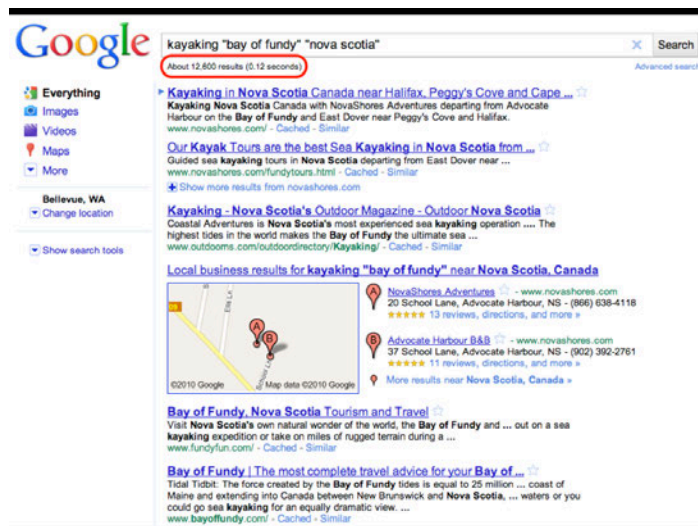 Google
kayaking "bay of fundy" "nova scotia"
Search
About 12,600 results (0.12 seconds)
Advanced search
Everything
Images
Videos
Maps
More
Bellevue, WA
Change location
Show search tools
Kayaking in Nova Scotia Canada near Halifax, Peggy's Cove and Cape ...
Kayaking Nova Scotia Canada with NovaShores Adventures departing from Advocate
Harbour on the Bay of Fundy and East Dover near Peggy's Cove and Halifax.
www.novashores.com/ - Cached - Similar
Our Kayak Tours are the best Sea Kayaking in Nova Scotia from ...
Guided sea kayaking tours in Nova Scotia departing from East Dover near ...
www.novashores.com/fundytours.html - Cached - Similar
Show more results from novashores.com
Kayaking - Nova Scotia's Outdoor Magazine - Outdoor Nova Scotia
Coastal Adventures is Nova Scotia's most experienced sea kayaking operation .... The
highest tides in the world makes the Bay of Fundy the ultimate sea ...
www.outdooms.com/outdoordirectory/Kayaking/ - Cached - Similar
Local business results for kayaking "bay of fundy" near Nova Scotia, Canada
©2010 Google
Map data ©2010 Google
A
B
A
NovaShores Adventures - www.novashores.com
20 School Lane, Advocate Harbour, NS - (866) 638-4118
13 reviews, directions, and more »
B
Advocate Harbour B&B - www.novashores.com
37 School Lane, Advocate Harbour, NS - (902) 392-2761
11 reviews, directions, and more »
More results near Nova Scotia, Canada »
Bay of Fundy, Nova Scotia Tourism and Travel
Visit Nova Scotia's own natural wonder of the world, the Bay of Fundy and ... out on a sea
kayaking expedition or take on miles of rugged terrain during a ...
www.fundyfun.com/ - Cached - Similar
Bay of Fundy | The most complete travel advice for your Bay of ...
Tidal Tidbit: The force created by the Bay of Fundy tides is equal to 25 million ... coast of
Maine and extending into Canada between New Brunswick and Nova Scotia, ... waters or you
could go sea kayaking for an equally dramatic view. ...
www.bayoffundy.com/ - Cached - Similar